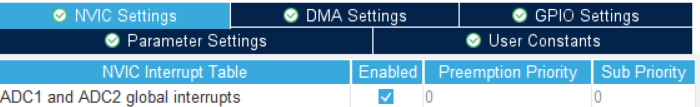 NVIC Settings DMA Settings GPIO Settings
Parameter Settings User Constants
NVIC Interrupt Table Enabled Preemption Priority Sub Priority
ADC1 and ADC2 global interrupts 0 0